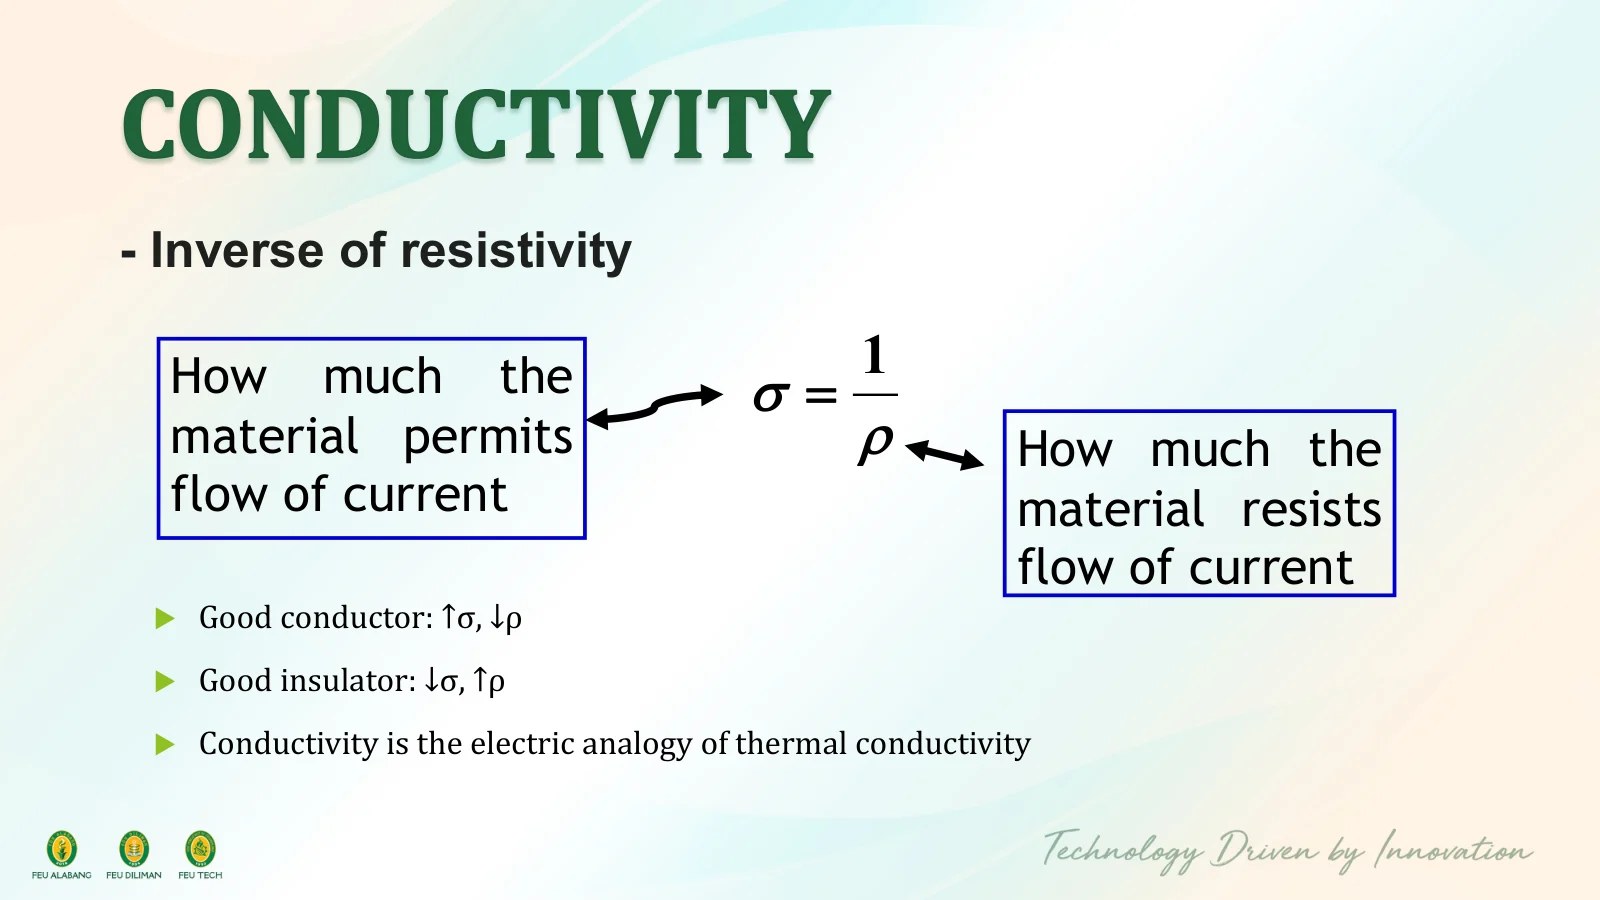 CONDUCTIVITY
- Inverse of resistivity
How much the
material permits
flow of current
σ = 1/ρ
How much the
material resists
flow of current
Good conductor: ↑σ, ↓ρ
Good insulator: ↓σ, ↑ρ
Conductivity is the electric analogy of thermal conductivity
FEU ALABANG
FEU DILIMAN
FEU TECH
Technology Driven by Innovation